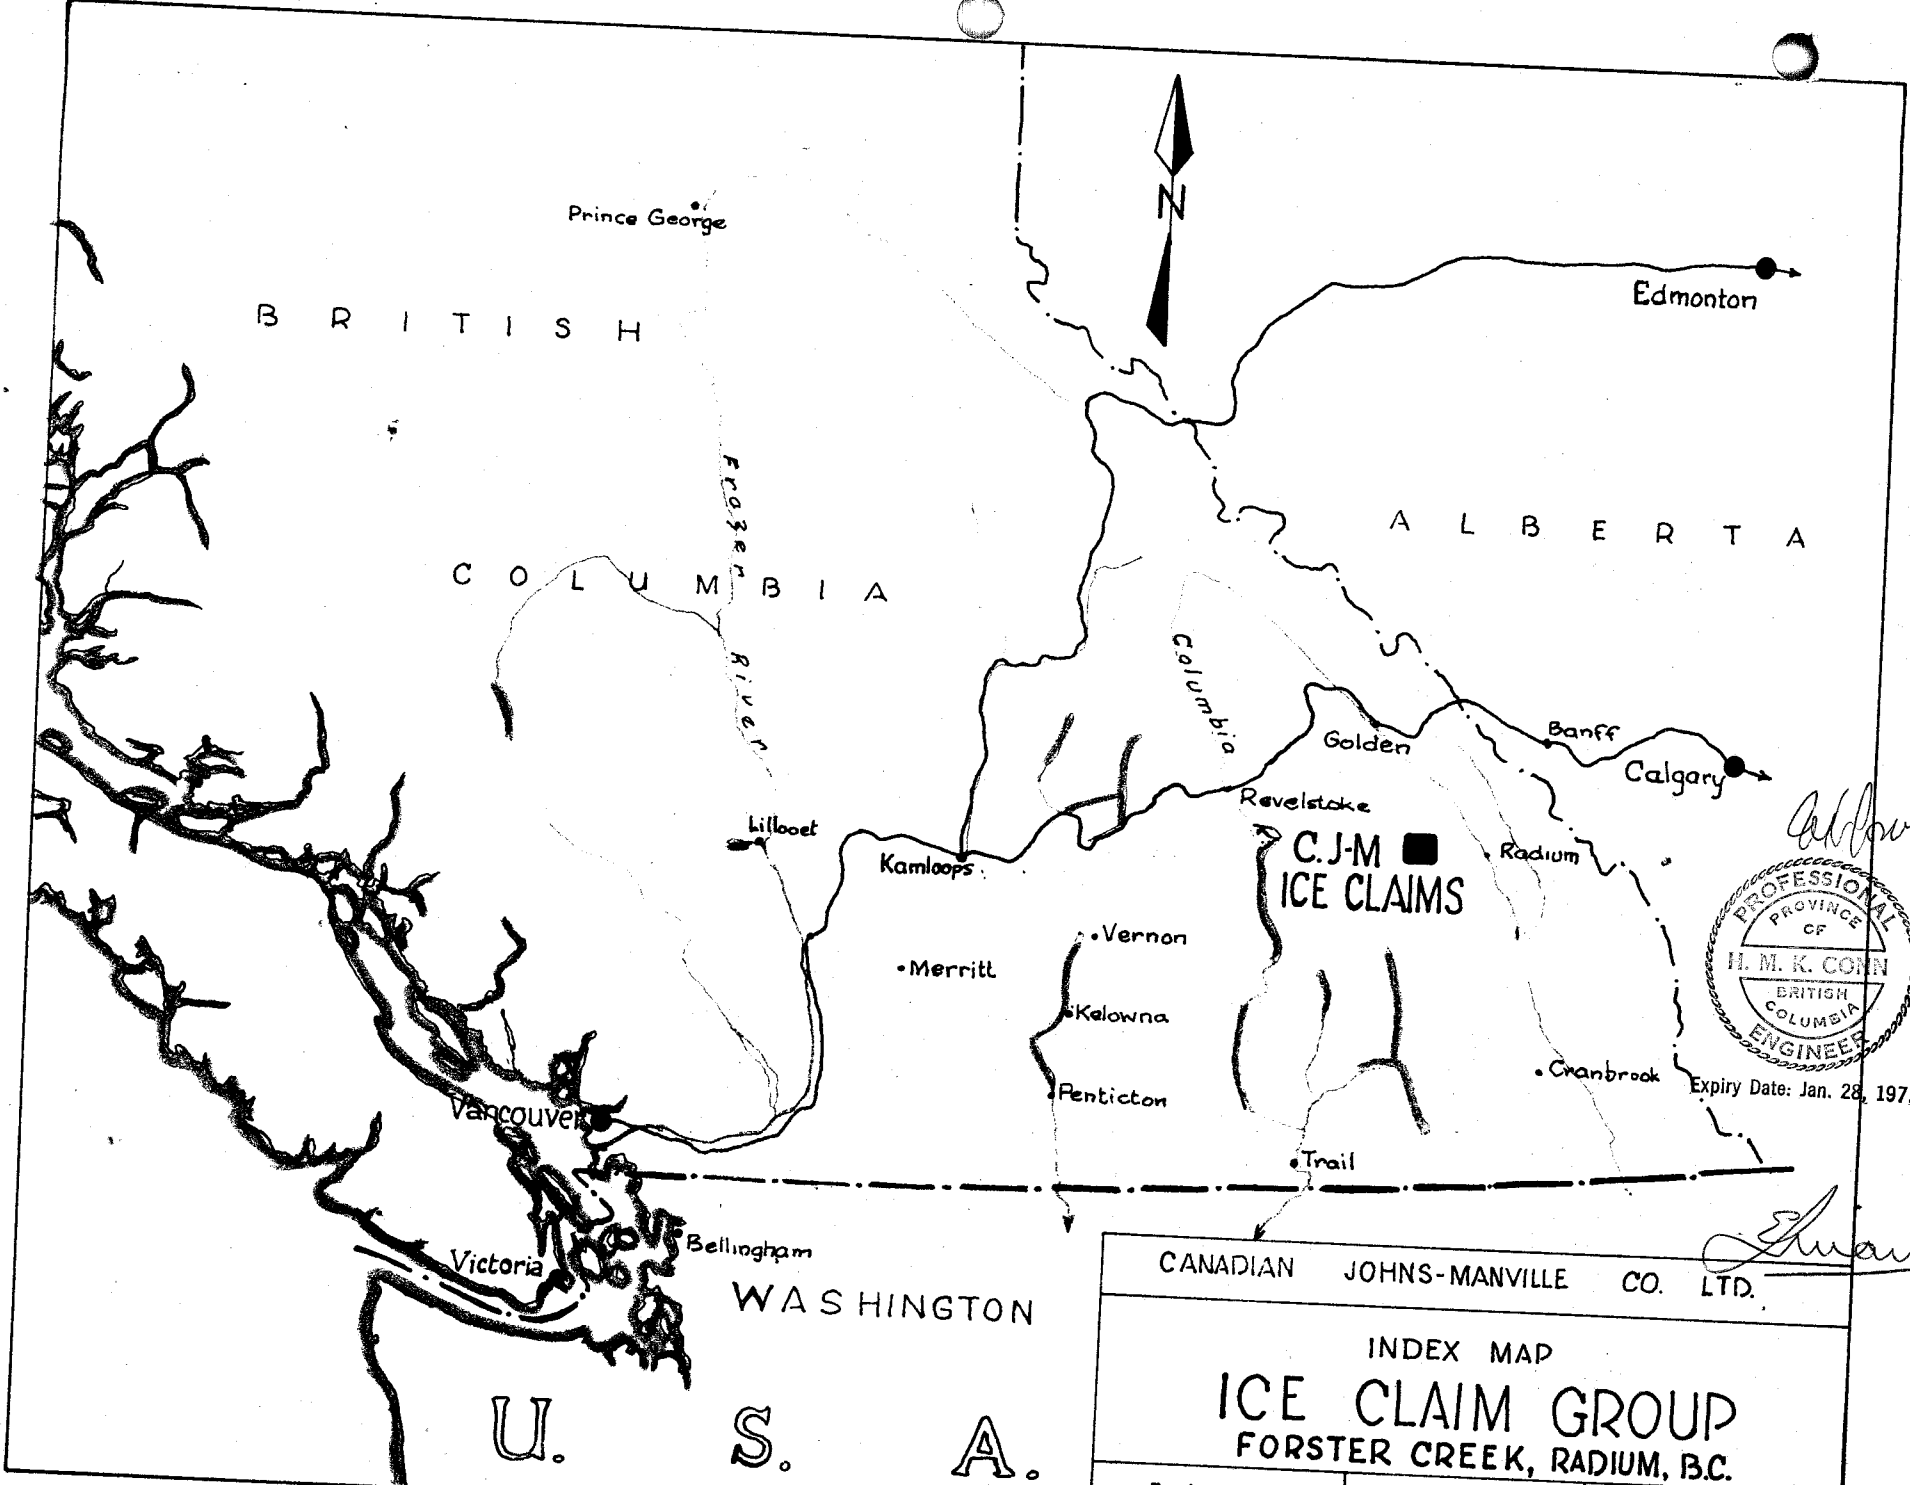 N
Prince George
Edmonton
BRITISH
COLUMBIA
ALBERTA
Frazer River
Columbia
Golden
Banff
Calgary
Revelstoke
Lillooet
Kamloops
C.J-M
ICE CLAIMS
Radium
Vernon
Merritt
Kelowna
Penticton
Cranbrook
Trail
Vancouver
Victoria
Bellingham
WASHINGTON
U. S. A.
PROFESSIONAL
PROVINCE
OF
H. M. K. CONN
BRITISH
COLUMBIA
ENGINEER
Expiry Date: Jan. 28, 197
CANADIAN JOHNS-MANVILLE CO. LTD.
INDEX MAP
ICE CLAIM GROUP
FORSTER CREEK, RADIUM, B.C.